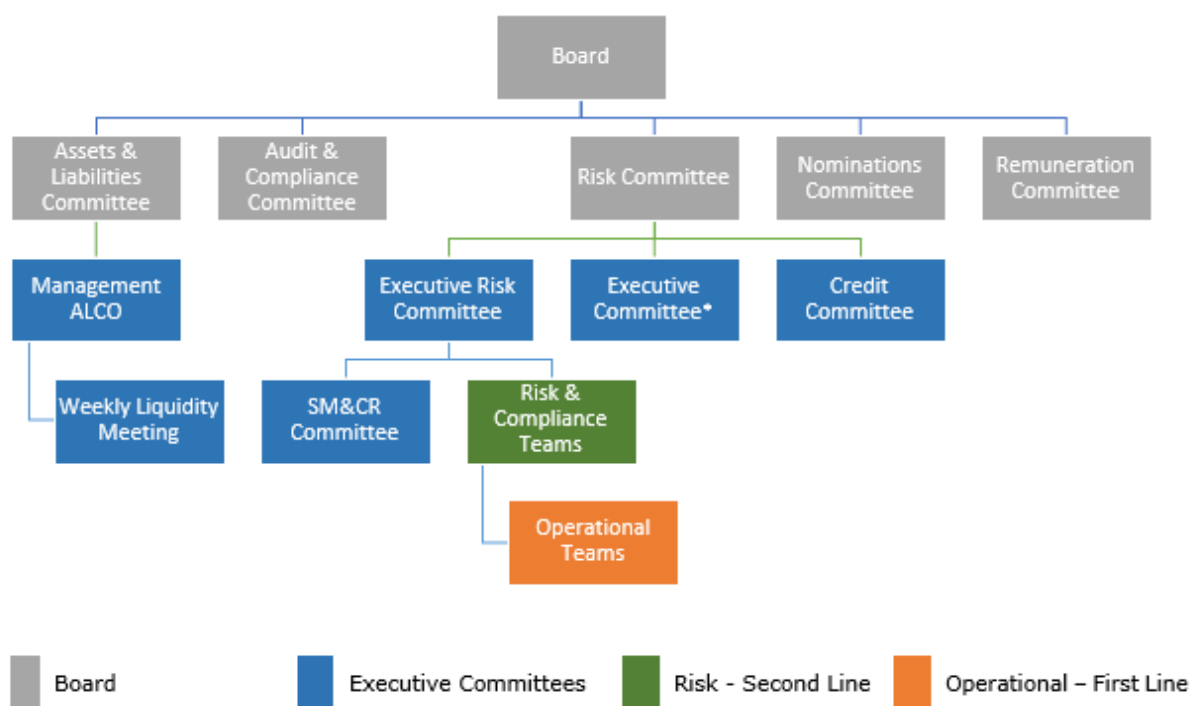 Board
Assets &
Liabilities
Committee
Audit &
Compliance
Committee
Risk Committee
Nominations
Committee
Remuneration
Committee
Management
ALCO
Executive Risk
Committee
Executive
Committee*
Credit
Committee
Weekly Liquidity
Meeting
SM&CR
Committee
Risk &
Compliance
Teams
Operational
Teams
Board
Executive Committees
Risk - Second Line
Operational – First Line